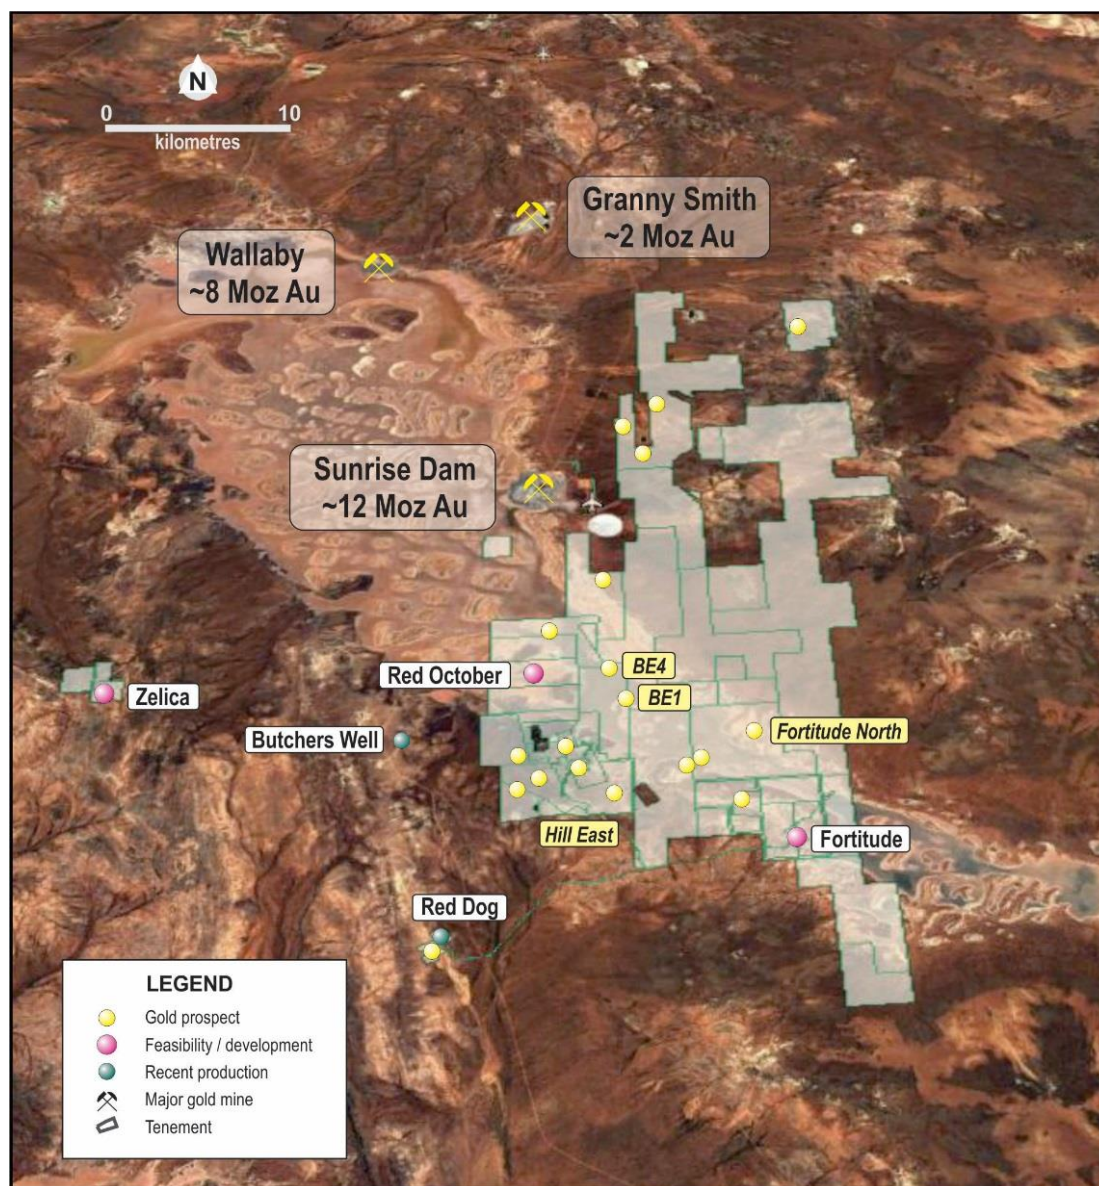 N
0 10
kilometres
Granny Smith
~2 Moz Au
Wallaby
~8 Moz Au
Sunrise Dam
~12 Moz Au
BE4
Red October
Zelica
BE1
Butchers Well
Fortitude North
Hill East
Fortitude
Red Dog
LEGEND
Gold prospect
Feasibility / development
Recent production
Major gold mine
Tenement